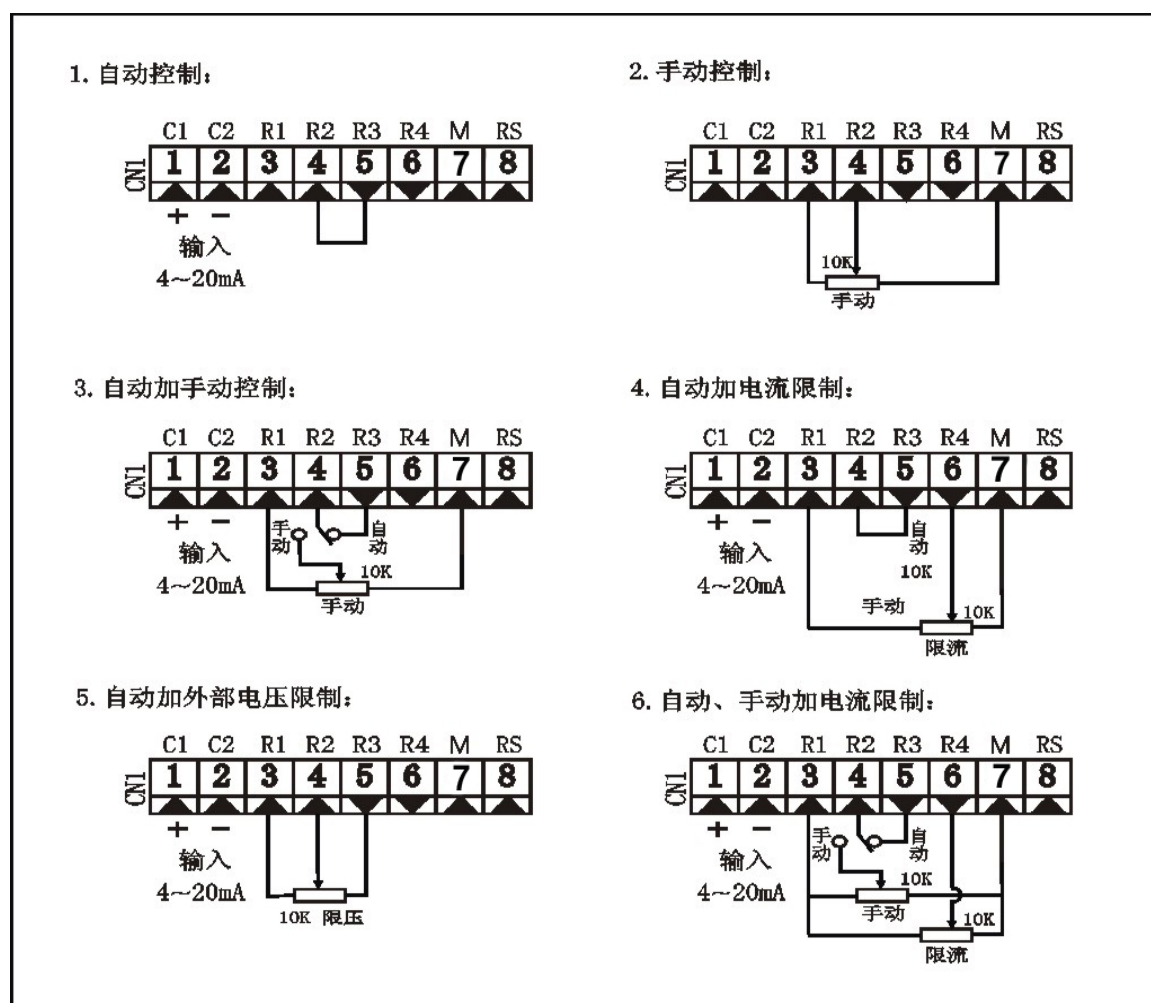 1. 自动控制:
C1 C2 R1 R2 R3 R4 M RS
CN1
1 2 3 4 5 6 7 8
+ −
输入
4~20mA
2. 手动控制:
C1 C2 R1 R2 R3 R4 M RS
CN1
1 2 3 4 5 6 7 8
10K
手动
3. 自动加手动控制:
C1 C2 R1 R2 R3 R4 M RS
CN1
1 2 3 4 5 6 7 8
+ −
手动
自动
输入
10K
4~20mA
手动
4. 自动加电流限制:
C1 C2 R1 R2 R3 R4 M RS
CN1
1 2 3 4 5 6 7 8
+ −
自动
输入
10K
4~20mA
手动
10K
限流
5. 自动加外部电压限制:
C1 C2 R1 R2 R3 R4 M RS
CN1
1 2 3 4 5 6 7 8
+ −
输入
4~20mA
10K 限压
6. 自动、手动加电流限制:
C1 C2 R1 R2 R3 R4 M RS
CN1
1 2 3 4 5 6 7 8
+ −
手动
自动
输入
10K
4~20mA
手动
10K
限流